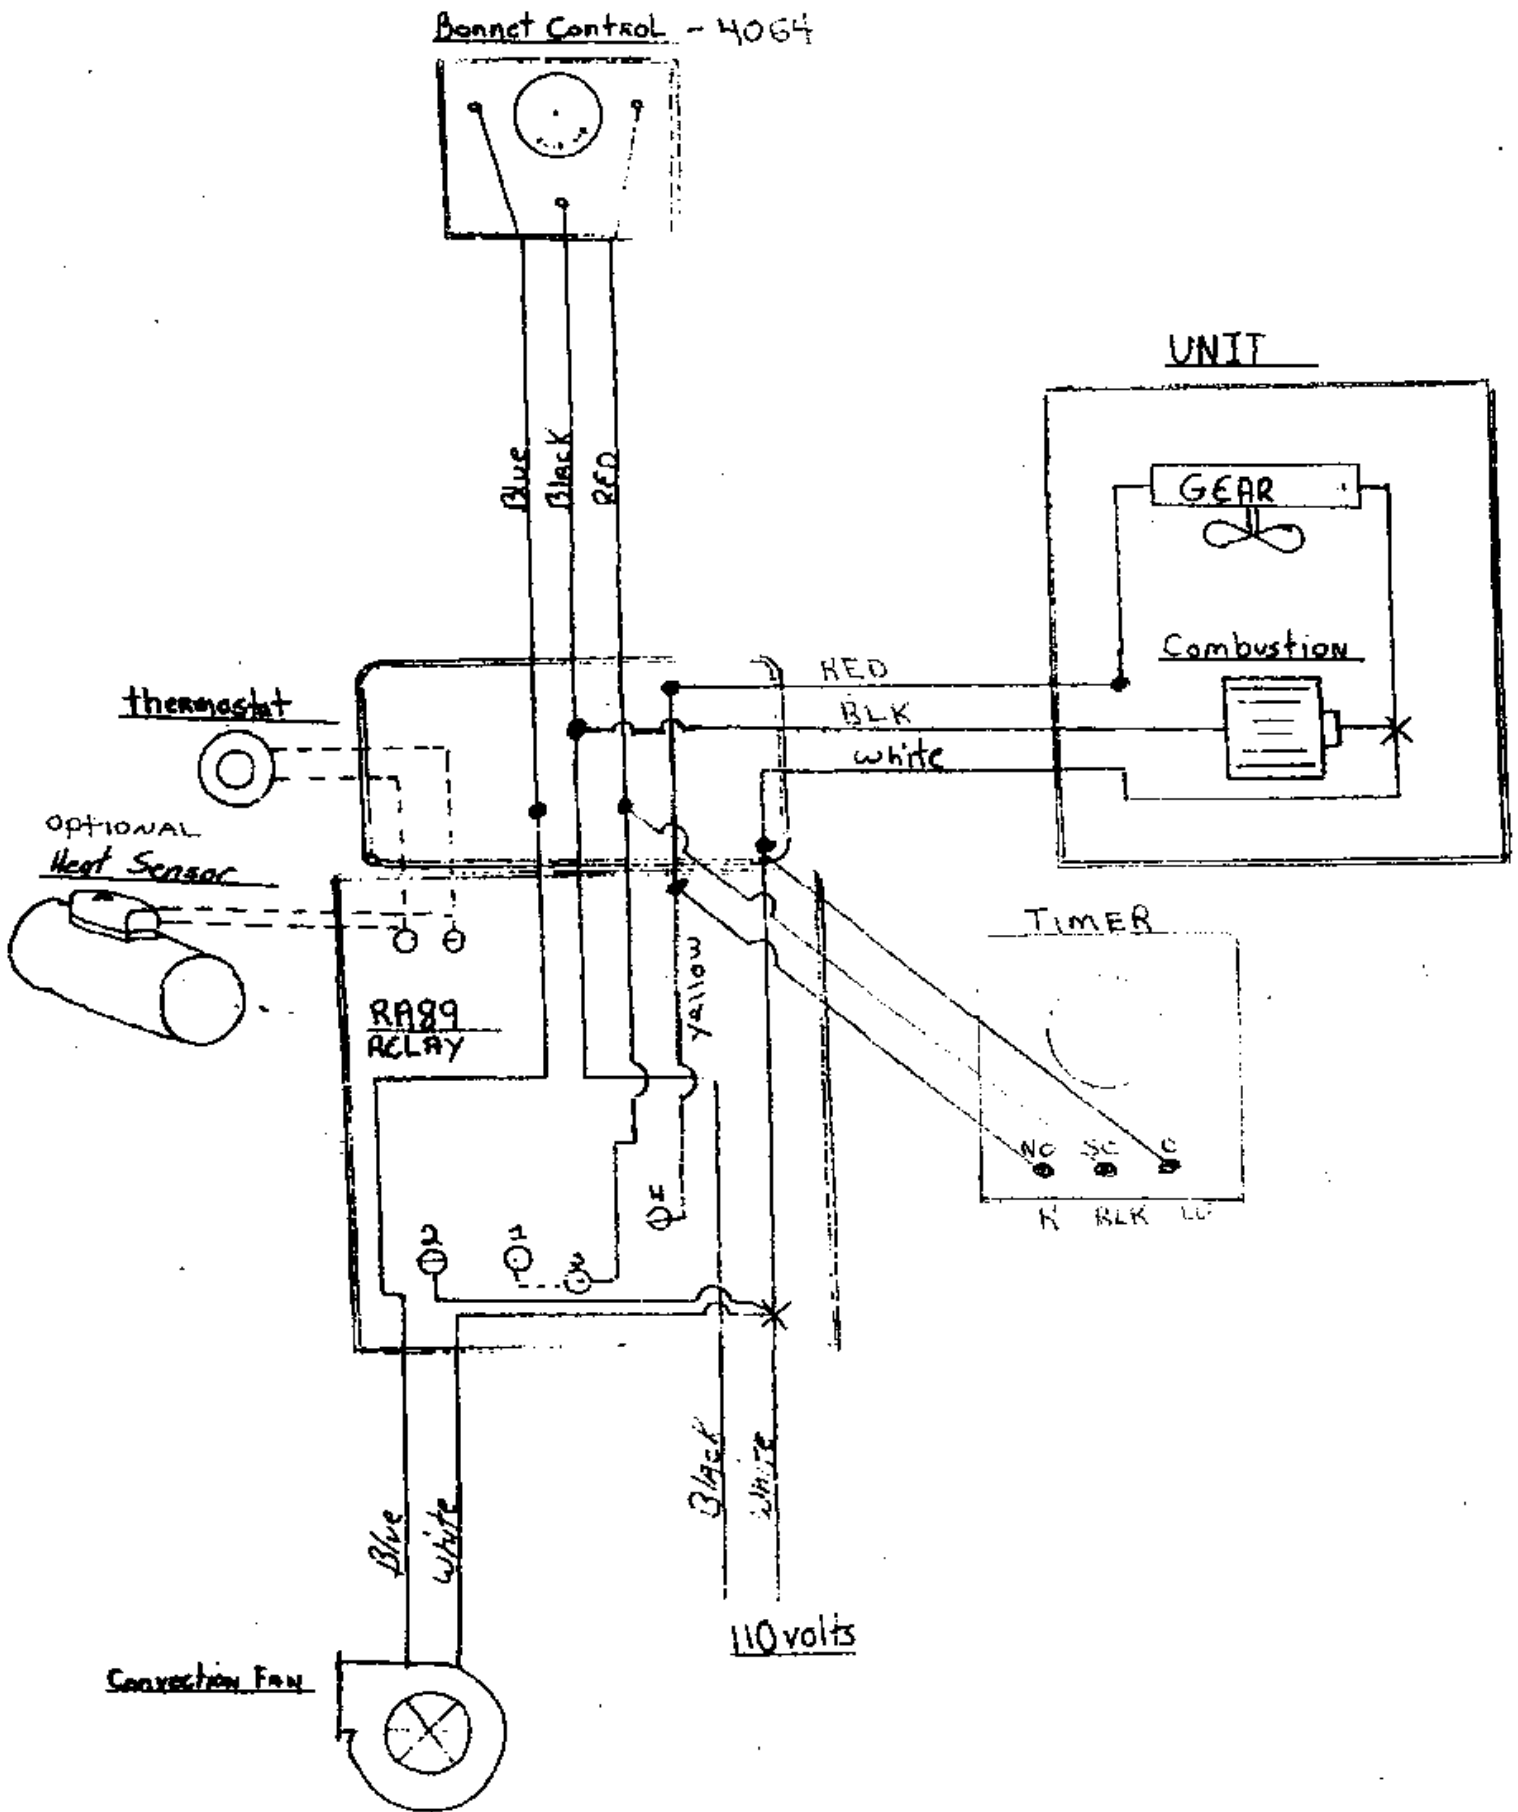 Bonnet Control - 4064
UNIT
GEAR
Blue
Black
RED
Combustion
RED
BLK
white
thermostat
OPTIONAL
Heat Sensor
TIMER
yellow
RA89
RELAY
NO
SC
C
BLK
4
2
1
3
Blue
White
Black
White
110 volts
Convection FAN